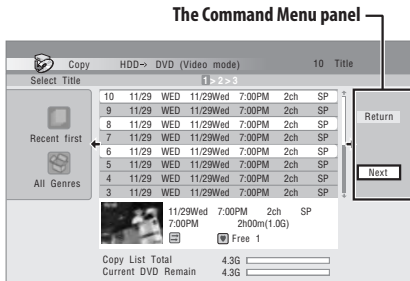 The Command Menu panel
Copy HDD→ DVD (Video mode) 10 Title
Select Title 1 > 2 > 3
Recent first
All Genres
10 11/29 WED 11/29Wed 7:00PM 2ch SP
9 11/29 WED 11/29Wed 7:00PM 2ch SP
8 11/29 WED 11/29Wed 7:00PM 2ch SP
7 11/29 WED 11/29Wed 7:00PM 2ch SP
6 11/29 WED 11/29Wed 7:00PM 2ch SP
5 11/29 WED 11/29Wed 7:00PM 2ch SP
4 11/29 WED 11/29Wed 7:00PM 2ch SP
3 11/29 WED 11/29Wed 7:00PM 2ch SP
Return
Next
11/29Wed 7:00PM 2ch SP
7:00PM 2h00m(1.0G)
Free 1
Copy List Total 4.3G
Current DVD Remain 4.3G